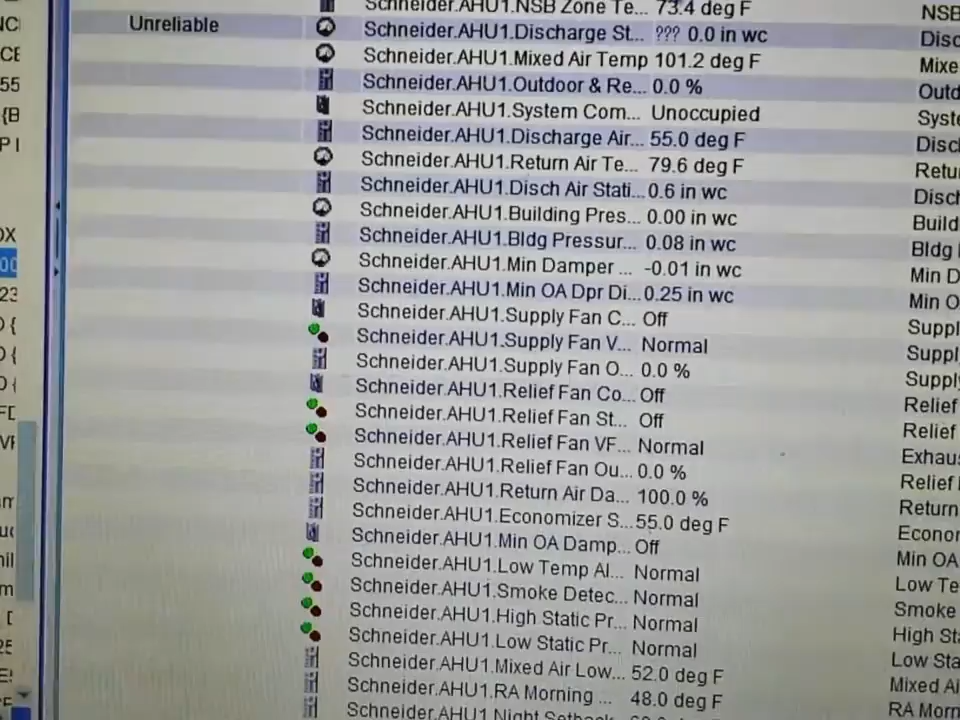 Schneider.AHU1.NSB Zone Te... 73.4 deg F NSB
Unreliable Schneider.AHU1.Discharge St... ??? 0.0 in wc Disc
Schneider.AHU1.Mixed Air Temp 101.2 deg F Mixe
Schneider.AHU1.Outdoor & Re... 0.0 % Outd
Schneider.AHU1.System Com... Unoccupied Syste
Schneider.AHU1.Discharge Air... 55.0 deg F Disch
Schneider.AHU1.Return Air Te... 79.6 deg F Retur
Schneider.AHU1.Disch Air Stati... 0.6 in wc Disch
Schneider.AHU1.Building Pres... 0.00 in wc Build
Schneider.AHU1.Bldg Pressur... 0.08 in wc Bldg
Schneider.AHU1.Min Damper ... -0.01 in wc Min D
Schneider.AHU1.Min OA Dpr Di... 0.25 in wc Min O
Schneider.AHU1.Supply Fan C... Off Suppl
Schneider.AHU1.Supply Fan V... Normal Suppl
Schneider.AHU1.Supply Fan O... 0.0 % Supply
Schneider.AHU1.Relief Fan Co... Off Relief
Schneider.AHU1.Relief Fan St... Off Relief
Schneider.AHU1.Relief Fan VF... Normal Exhaus
Schneider.AHU1.Relief Fan Ou... 0.0 % Relief
Schneider.AHU1.Return Air Da... 100.0 % Return
Schneider.AHU1.Economizer S... 55.0 deg F Econor
Schneider.AHU1.Min OA Damp... Off Min OA
Schneider.AHU1.Low Temp Al... Normal Low Te
Schneider.AHU1.Smoke Detec... Normal Smoke
Schneider.AHU1.High Static Pr... Normal High Sta
Schneider.AHU1.Low Static Pr... Normal Low Sta
Schneider.AHU1.Mixed Air Low... 52.0 deg F Mixed Ai
Schneider.AHU1.RA Morning ... 48.0 deg F RA Morn
Schneider.AHU1.Night Setback